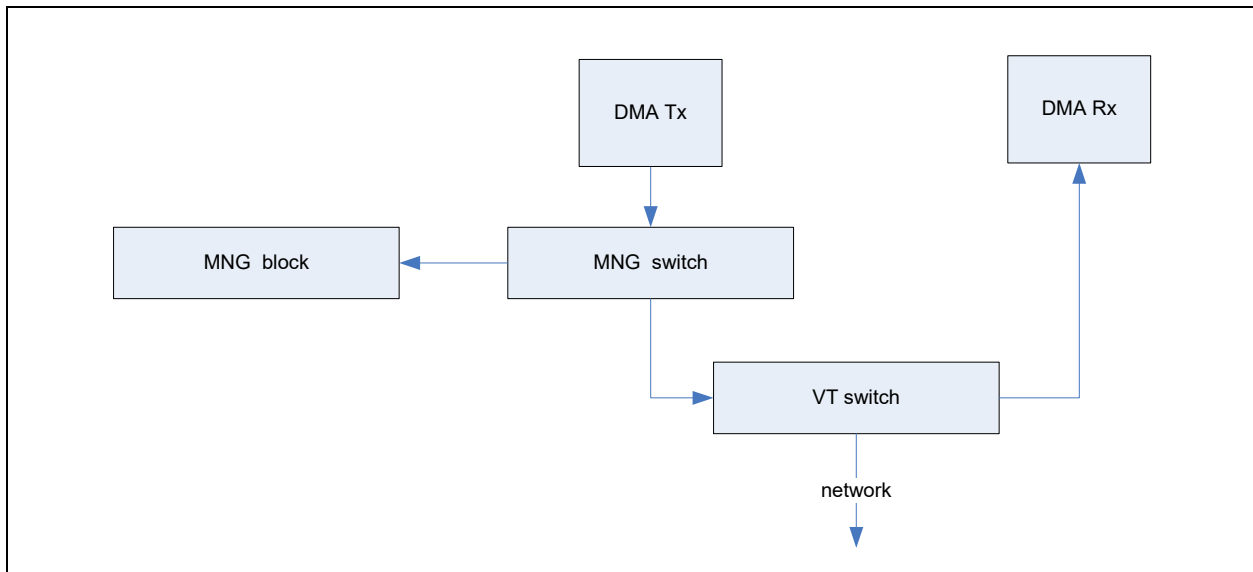 DMA Tx
DMA Rx
MNG block
MNG switch
VT switch
network